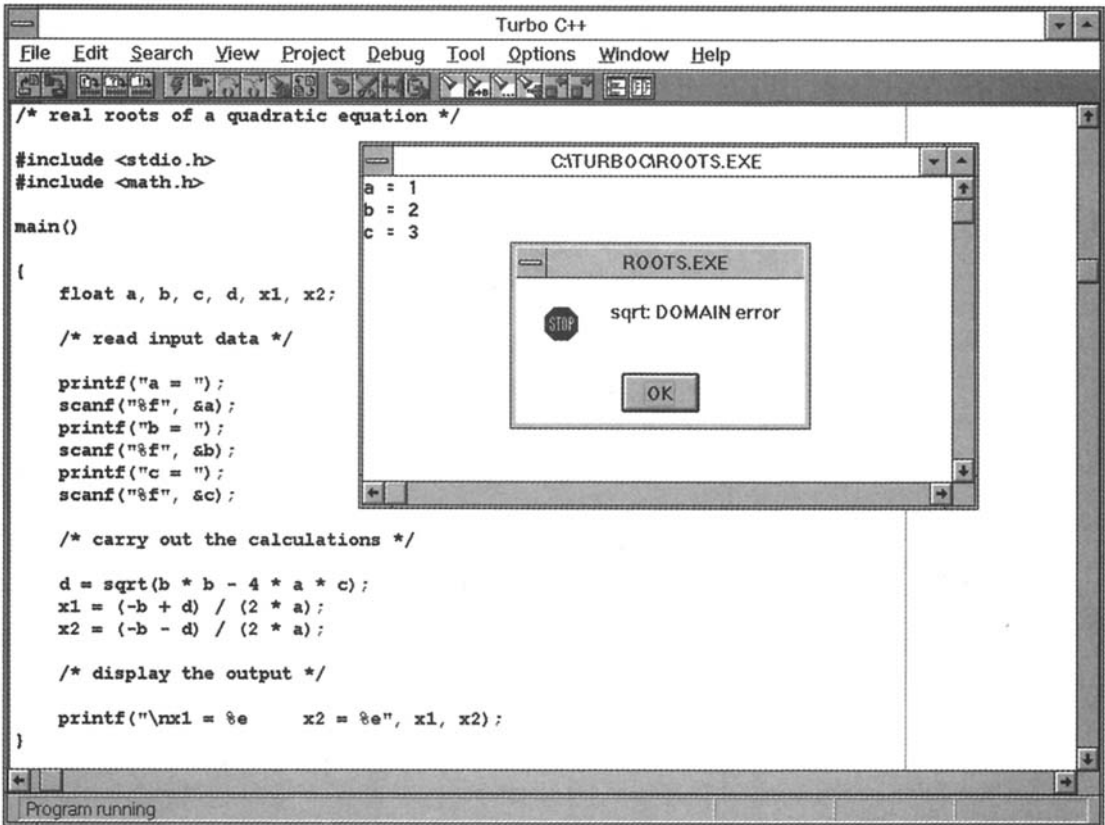 Turbo C++
File Edit Search View Project Debug Tool Options Window Help
/* real roots of a quadratic equation */
#include <stdio.h>
#include <math.h>
main()
{
float a, b, c, d, x1, x2;
/* read input data */
printf("a = ");
scanf("%f", &a);
printf("b = ");
scanf("%f", &b);
printf("c = ");
scanf("%f", &c);
/* carry out the calculations */
d = sqrt(b * b - 4 * a * c);
x1 = (-b + d) / (2 * a);
x2 = (-b - d) / (2 * a);
/* display the output */
printf("\nx1 = %e     x2 = %e", x1, x2);
}
C:\TURBOC\ROOTS.EXE
a = 1
b = 2
c = 3
ROOTS.EXE
STOP
sqrt: DOMAIN error
OK
Program running